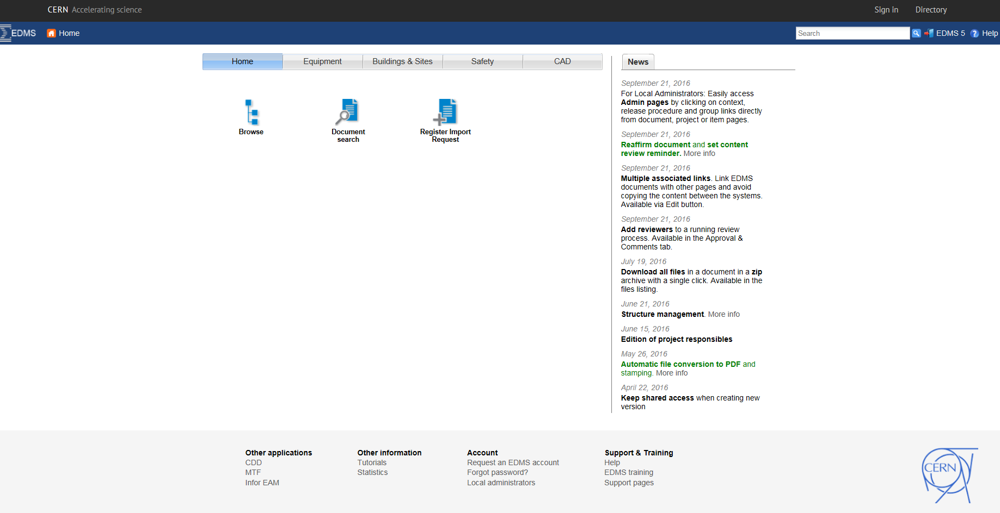 CERN Accelerating science
Sign in Directory
EDMS Home
Search EDMS 5 Help
Home Equipment Buildings & Sites Safety CAD
Browse
Document
search
Register Import
Request
News
September 21, 2016
For Local Administrators: Easily access
Admin pages by clicking on context,
release procedure and group links directly
from document, project or item pages.
September 21, 2016
Reaffirm document and set content
review reminder. More info
September 21, 2016
Multiple associated links. Link EDMS
documents with other pages and avoid
copying the content between the systems.
Available via Edit button.
September 21, 2016
Add reviewers to a running review
process. Available in the Approval &
Comments tab.
July 19, 2016
Download all files in a document in a zip
archive with a single click. Available in the
files listing.
June 21, 2016
Structure management. More info
June 15, 2016
Edition of project responsibles
May 26, 2016
Automatic file conversion to PDF and
stamping. More info
April 22, 2016
Keep shared access when creating new
version
Other applications
CDD
MTF
Infor EAM
Other information
Tutorials
Statistics
Account
Request an EDMS account
Forgot password?
Local administrators
Support & Training
Help
EDMS training
Support pages
CERN